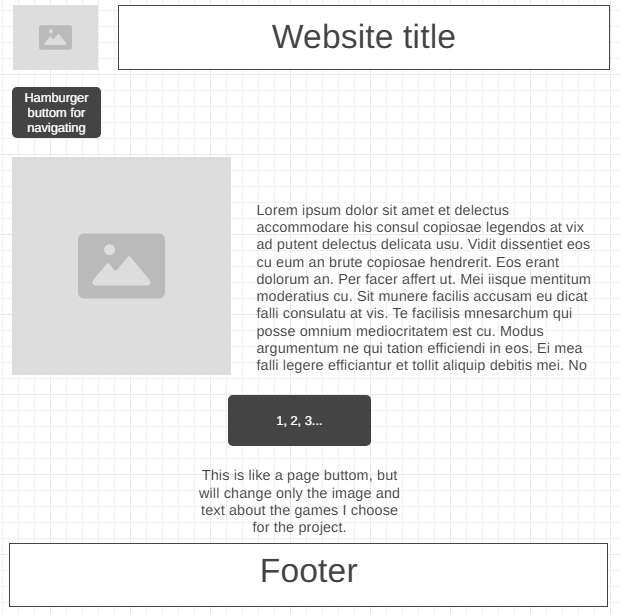 Website title
Hamburger
buttom for
navigating
Lorem ipsum dolor sit amet et delectus
accommodare his consul copiosae legendos at vix
ad putent delectus delicata usu. Vidit dissentiet eos
cu eum an brute copiosae hendrerit. Eos erant
dolorum an. Per facer affert ut. Mei iisque mentitum
moderatius cu. Sit munere facilis accusam eu dicat
falli consulatu at vis. Te facilisis mnesarchum qui
posse omnium mediocritatem est cu. Modus
argumentum ne qui tation efficiendi in eos. Ei mea
falli legere efficiantur et tollit aliquip debitis mei. No
1, 2, 3...
This is like a page buttom, but
will change only the image and
text about the games I choose
for the project.
Footer